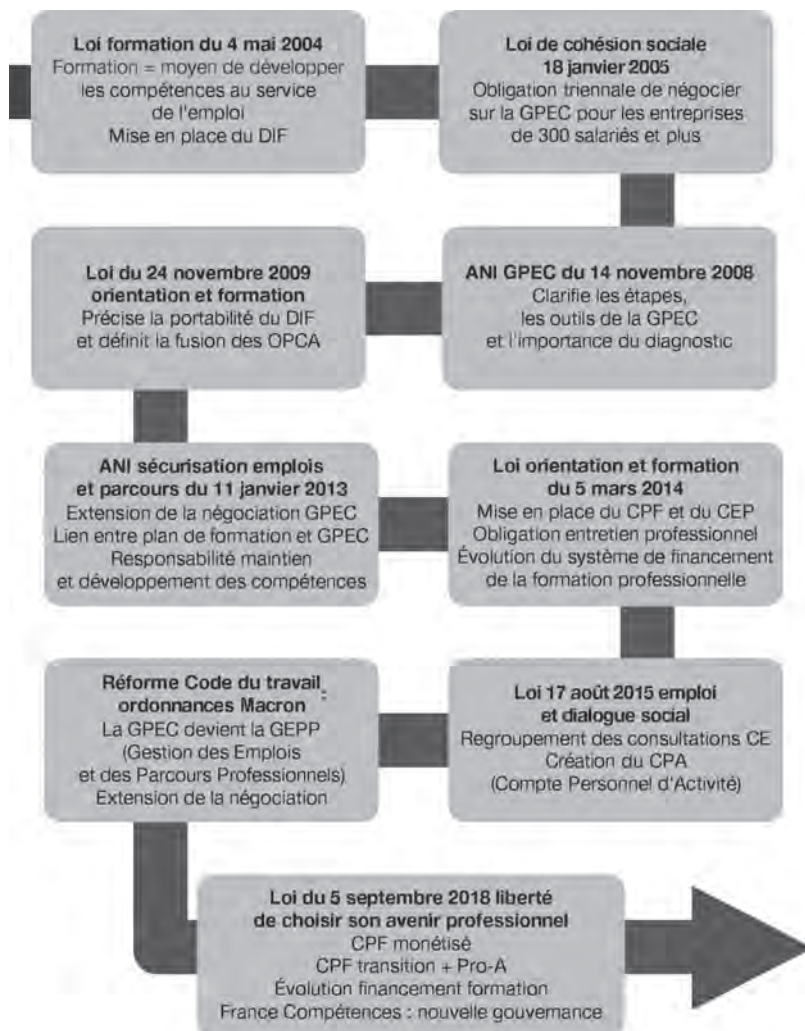 Loi formation du 4 mai 2004
Formation = moyen de développer
les compétences au service
de l'emploi
Mise en place du DIF
Loi de cohésion sociale
18 janvier 2005
Obligation triennale de négocier
sur la GPEC pour les entreprises
de 300 salariés et plus
ANI GPEC du 14 novembre 2008
Clarifie les étapes,
les outils de la GPEC
et l'importance du diagnostic
Loi du 24 novembre 2009
orientation et formation
Précise la portabilité du DIF
et définit la fusion des OPCA
ANI sécurisation emplois
et parcours du 11 janvier 2013
Extension de la négociation GPEC
Lien entre plan de formation et GPEC
Responsabilité maintien
et développement des compétences
Loi orientation et formation
du 5 mars 2014
Mise en place du CPF et du CEP
Obligation entretien professionnel
Évolution du système de financement
de la formation professionnelle
Loi 17 août 2015 emploi
et dialogue social
Regroupement des consultations CE
Création du CPA
(Compte Personnel d'Activité)
Réforme Code du travail :
ordonnances Macron
La GPEC devient la GEPP
(Gestion des Emplois
et des Parcours Professionnels)
Extension de la négociation
Loi du 5 septembre 2018 liberté
de choisir son avenir professionnel
CPF monétisé
CPF transition + Pro-A
Évolution financement formation
France Compétences : nouvelle gouvernance